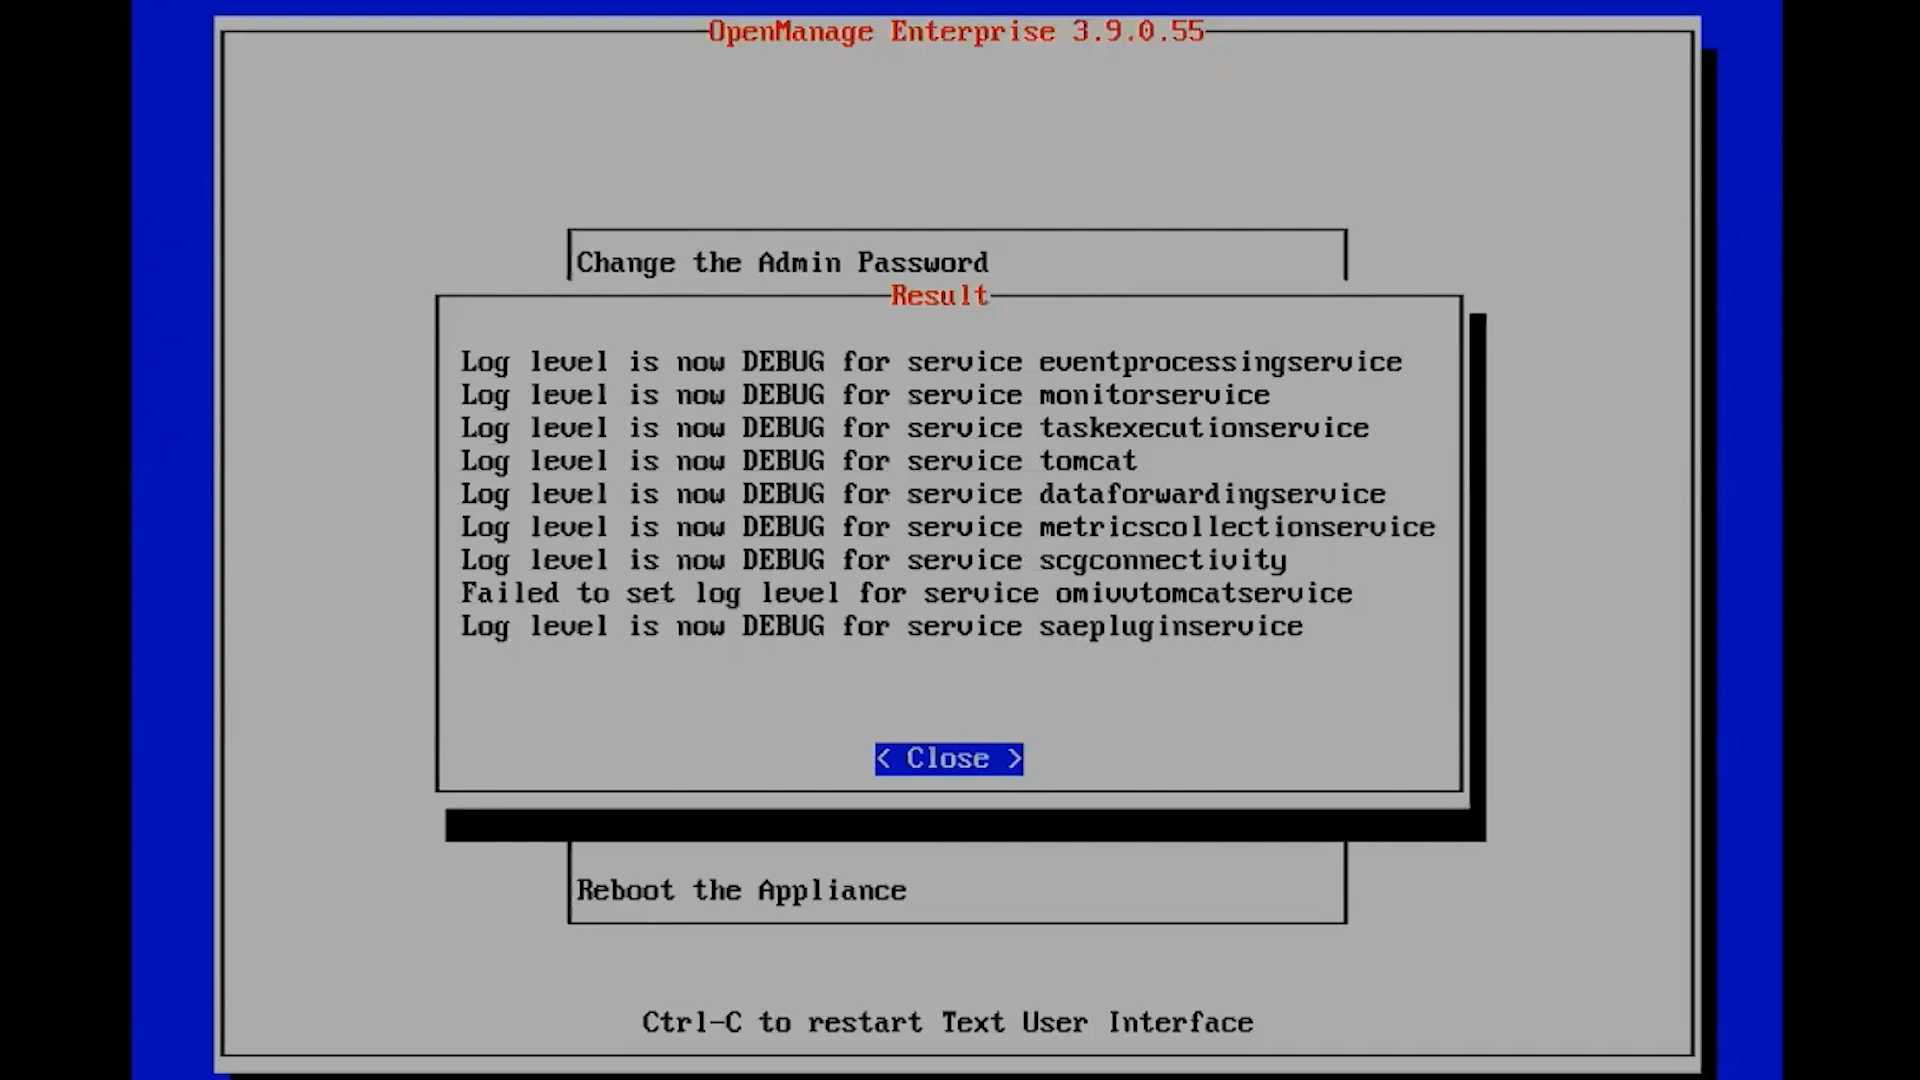 OpenManage Enterprise 3.9.0.55
Change the Admin Password
Result
Log level is now DEBUG for service eventprocessingservice
Log level is now DEBUG for service monitorservice
Log level is now DEBUG for service taskexecutionservice
Log level is now DEBUG for service tomcat
Log level is now DEBUG for service dataforwardingservice
Log level is now DEBUG for service metricscollectionservice
Log level is now DEBUG for service scgconnectivity
Failed to set log level for service omivvtomcatservice
Log level is now DEBUG for service saepluginservice
< Close >
Reboot the Appliance
Ctrl-C to restart Text User Interface